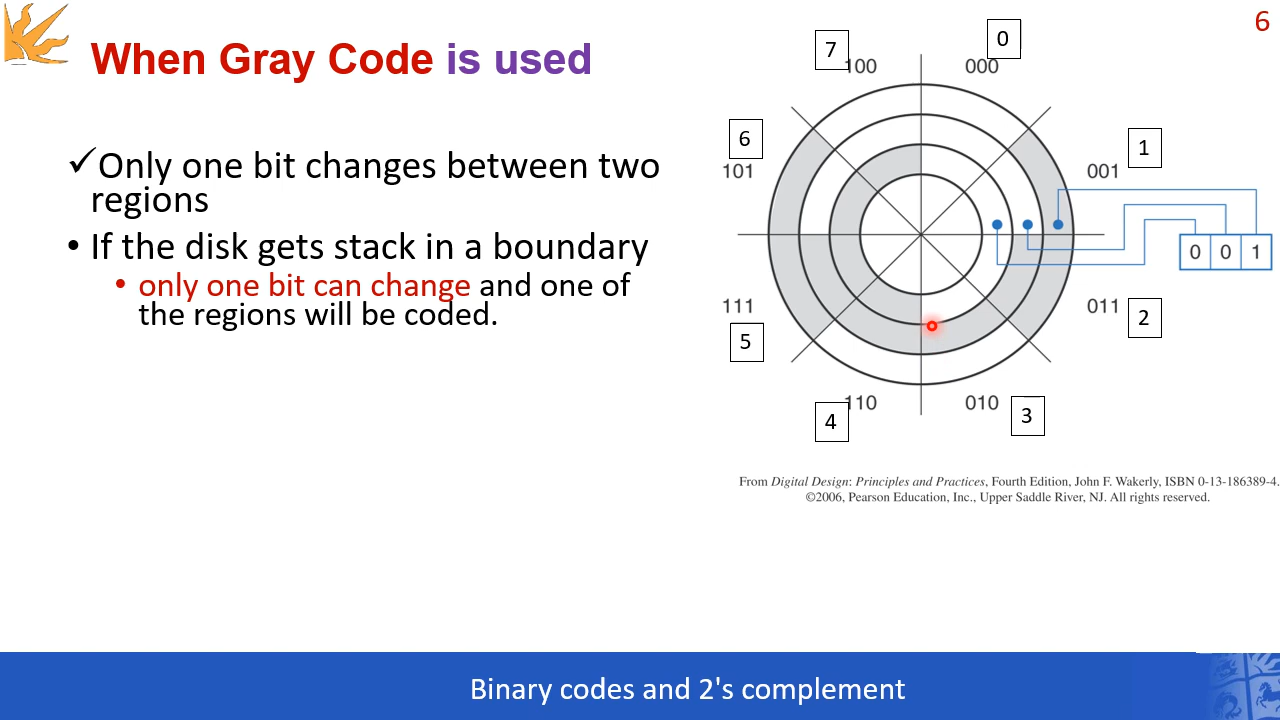 6
When Gray Code is used
✓Only one bit changes between two
regions
• If the disk gets stack in a boundary
• only one bit can change and one of
the regions will be coded.
7
0
100
000
6
101
1
001
0 0 1
111
5
011
2
4
110
010
3
From Digital Design: Principles and Practices, Fourth Edition, John F. Wakerly, ISBN 0-13-186389-4.
©2006, Pearson Education, Inc., Upper Saddle River, NJ. All rights reserved.
Binary codes and 2's complement